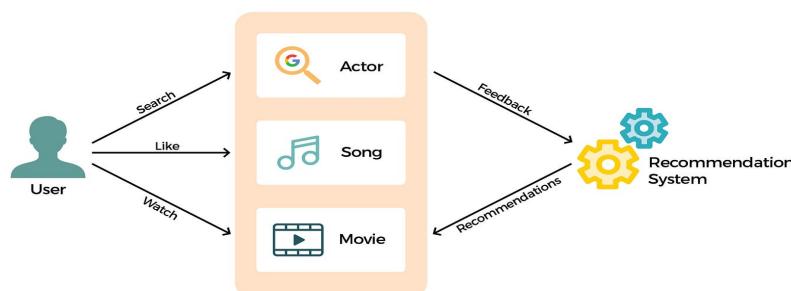 Search
Like
Watch
User
G
Actor
Song
Movie
Feedback
Recommendations
Recommendation
System